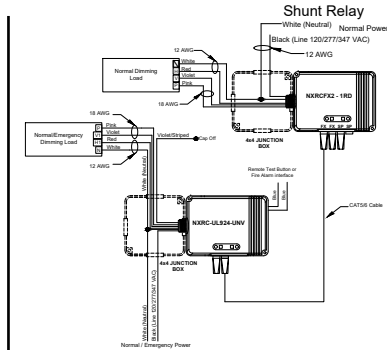 Shunt Relay
White (Neutral)
Normal Power
Black (Line 120/277/347 VAC)
12 AWG
12 AWG
Normal Dimming
Load
White
Red
Violet
Pink
18 AWG
NXRCFX2 - 1RD
FX FX SP SP
4x4 JUNCTION
BOX
18 AWG
Normal/Emergency
Dimming Load
Pink
Violet
Red
White
12 AWG
Violet/Striped
Cap Off
White (Neutral)
Remote Test Button or
Fire Alarm interface
Blue
Blue
CAT5/6 Cable
NXRC-UL924-UNV
4x4 JUNCTION
BOX
White (Neutral)
Black (Line 120/277/347 VAC)
Normal / Emergency Power